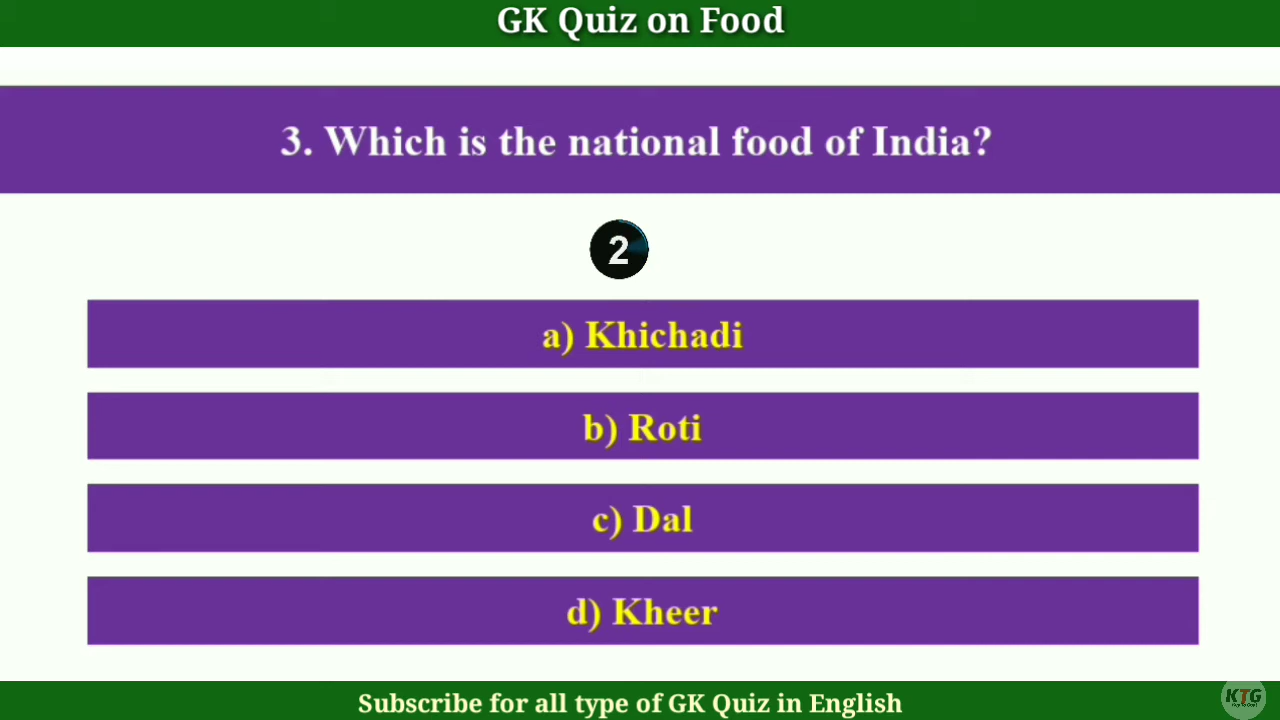 GK Quiz on Food
3. Which is the national food of India?
2
a) Khichadi
b) Roti
c) Dal
d) Kheer
Subscribe for all type of GK Quiz in English
KTG